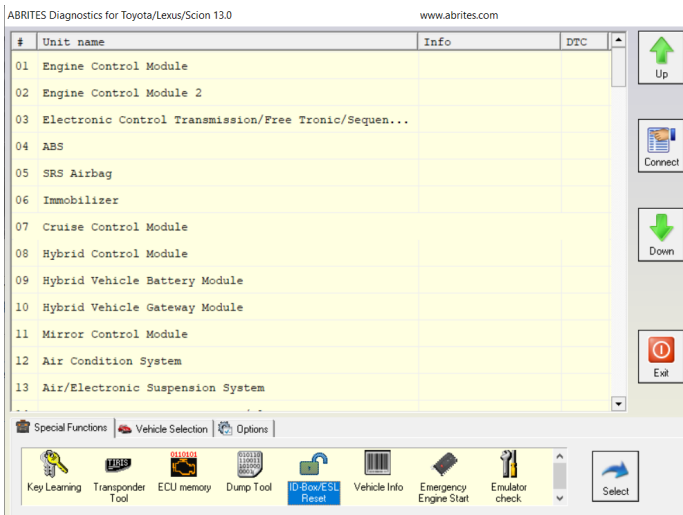 ABRITES Diagnostics for Toyota/Lexus/Scion 13.0 www.abrites.com
# Unit name Info DTC
01 Engine Control Module
02 Engine Control Module 2
03 Electronic Control Transmission/Free Tronic/Sequen...
04 ABS
05 SRS Airbag
06 Immobilizer
07 Cruise Control Module
08 Hybrid Control Module
09 Hybrid Vehicle Battery Module
10 Hybrid Vehicle Gateway Module
11 Mirror Control Module
12 Air Condition System
13 Air/Electronic Suspension System
Up
Connect
Down
Exit
Special Functions Vehicle Selection Options
0110101
010110
110011
101000
0001
Key Learning Transponder Tool ECU memory Dump Tool ID-Box/ESL Reset Vehicle Info Emergency Engine Start Emulator check
Select